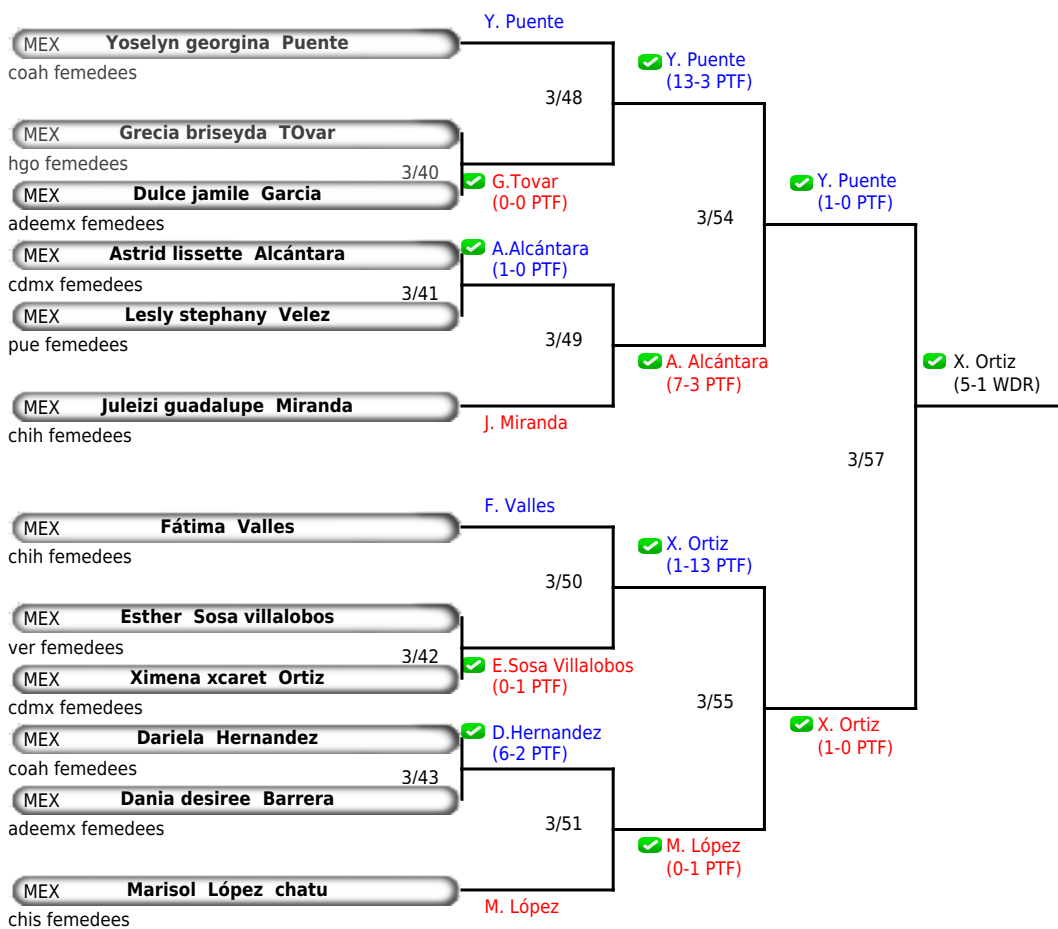 Y. Puente
MEX Yoselyn georgina Puente
coah femedees
Y. Puente
(13-3 PTF)
3/48
MEX Grecia briseyda TOvar
hgo femedees
3/40
G.Tovar
(0-0 PTF)
MEX Dulce jamile Garcia
adeemx femedees
Y. Puente
(1-0 PTF)
3/54
MEX Astrid lissette Alcántara
cdmx femedees
A.Alcántara
(1-0 PTF)
3/41
MEX Lesly stephany Velez
pue femedees
3/49
A. Alcántara
(7-3 PTF)
X. Ortiz
(5-1 WDR)
MEX Juleizi guadalupe Miranda
chih femedees
J. Miranda
3/57
F. Valles
MEX Fátima Valles
chih femedees
X. Ortiz
(1-13 PTF)
3/50
MEX Esther Sosa villalobos
ver femedees
3/42
E.Sosa Villalobos
(0-1 PTF)
MEX Ximena xcaret Ortiz
cdmx femedees
3/55
MEX Dariela Hernandez
coah femedees
D.Hernandez
(6-2 PTF)
X. Ortiz
(1-0 PTF)
3/43
MEX Dania desiree Barrera
adeemx femedees
3/51
M. López
(0-1 PTF)
MEX Marisol López chatu
chis femedees
M. López